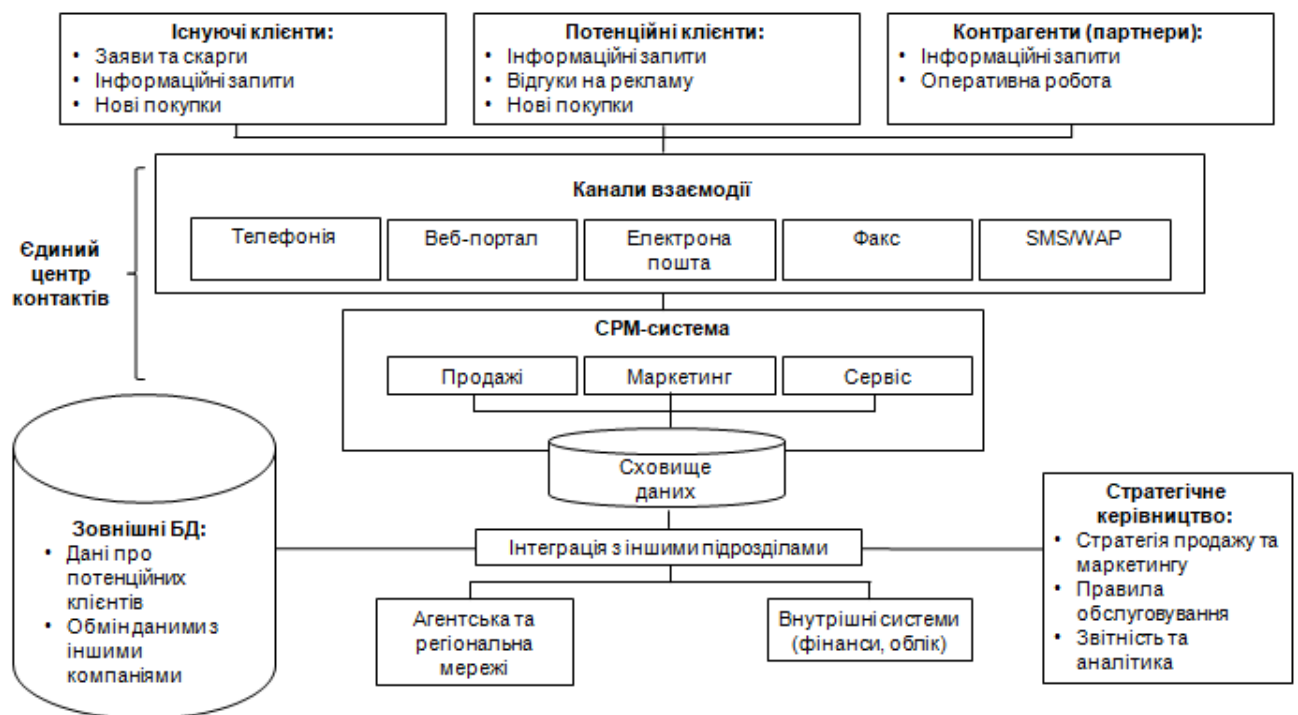 Існуючі клієнти:
• Заяви та скарги
• Інформаційні запити
• Нові покупки
Потенційні клієнти:
• Інформаційні запити
• Відгуки на рекламу
• Нові покупки
Контрагенти (партнери):
• Інформаційні запити
• Оперативна робота
Єдиний
центр
контактів
Канали взаємодії
Телефонія
Веб-портал
Електрона
пошта
Факс
SMS/WAP
СРМ-система
Продажі
Маркетинг
Сервіс
Сховище
даних
Зовнішні БД:
• Дані про
потенційних
клієнтів
• Обмін даними з
іншими
компаніями
Інтеграція з іншими підрозділами
Агентська та
регіональна
мережі
Внутрішні системи
(фінанси, облік)
Стратегічне
керівництво:
• Стратегія продажу та
маркетингу
• Правила
обслуговування
• Звітність та
аналітика